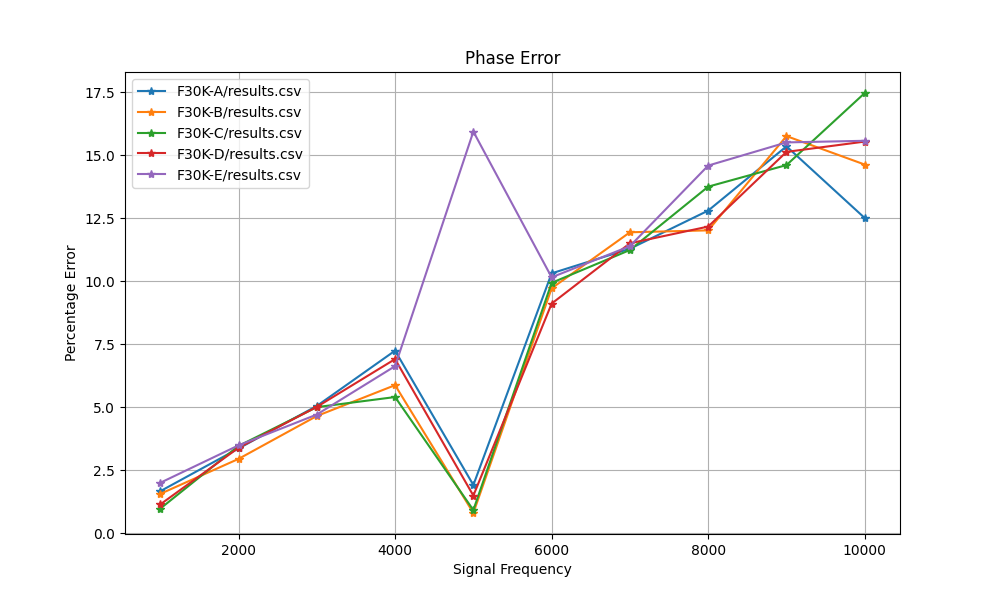 Phase Error
F30K-A/results.csv
F30K-B/results.csv
F30K-C/results.csv
F30K-D/results.csv
F30K-E/results.csv
Percentage Error
17.5
15.0
12.5
10.0
7.5
5.0
2.5
0.0
2000 4000 6000 8000 10000
Signal Frequency